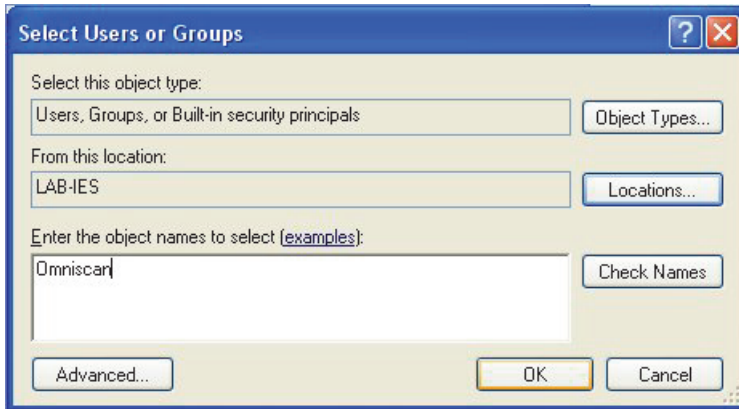 Select Users or Groups
Select this object type:
Users, Groups, or Built-in security principals
Object Types...
From this location:
LAB-IES
Locations...
Enter the object names to select (examples):
Omniscan
Check Names
Advanced...
OK
Cancel